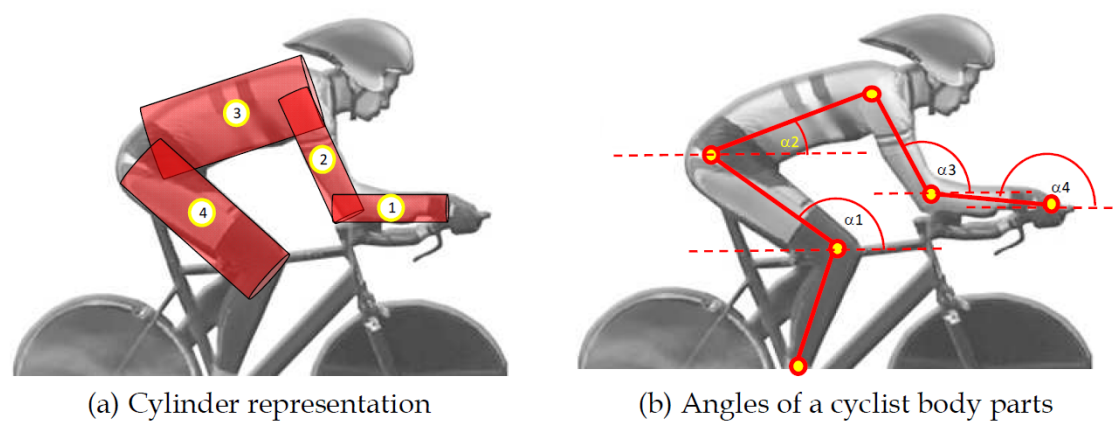 3
2
1
4
α2
α3
α4
α1
(a) Cylinder representation
(b) Angles of a cyclist body parts